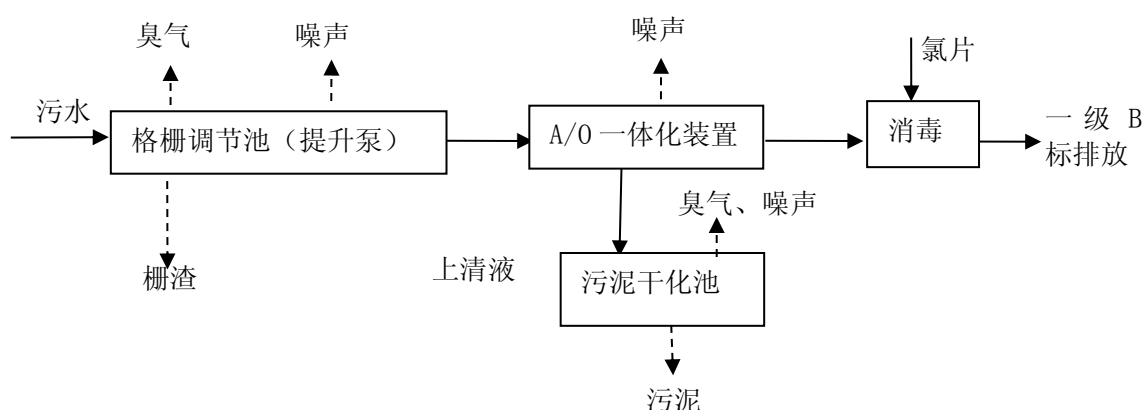 臭气
噪声
噪声
氯片
污水
格栅调节池（提升泵）
A/O 一体化装置
消毒
一 级 B
标排放
臭气、噪声
上清液
栅渣
污泥干化池
污泥